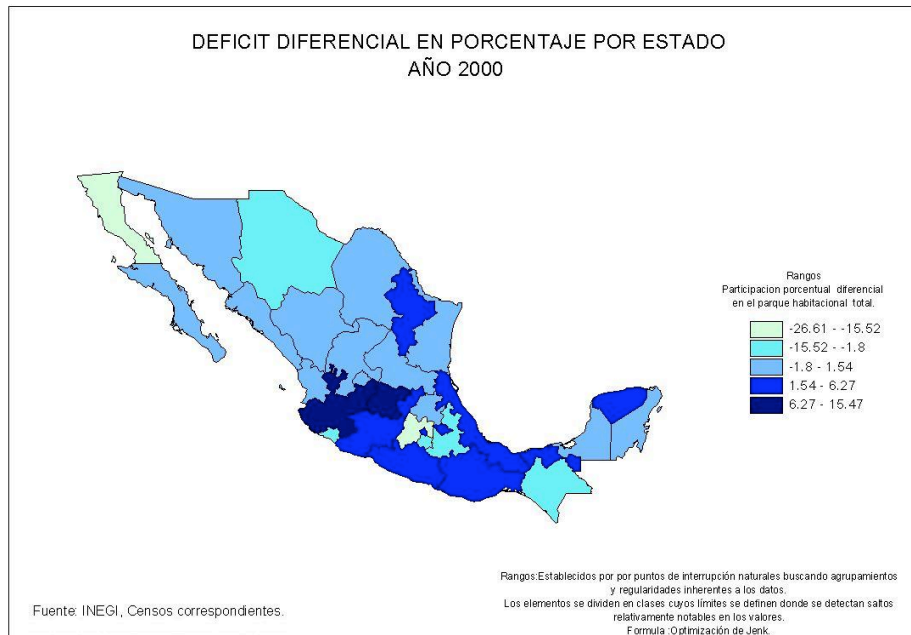 DEFICIT DIFERENCIAL EN PORCENTAJE POR ESTADO
AÑO 2000
Rangos
Participacion porcentual diferencial
en el parque habitacional total.
-26.61 - -15.52
-15.52 - -1.8
-1.8 - 1.54
1.54 - 6.27
6.27 - 15.47
Fuente: INEGI, Censos correspondientes.
Rangos:Establecidos por por puntos de interrupción naturales buscando agrupamientos
y regularidades inherentes a los datos.
Los elementos se dividen en clases cuyos límites se definen donde se detectan saltos
relativamente notables en los valores.
Formula :Optimización de Jenk.